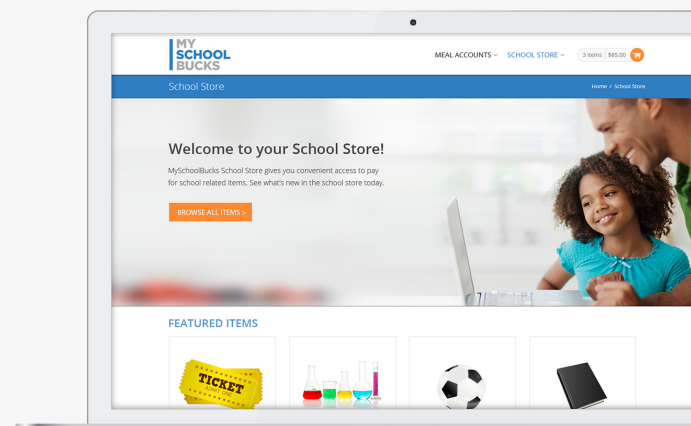 MY
SCHOOL
BUCKS
MEAL ACCOUNTS
SCHOOL STORE
3 items | $85.00
School Store
Home / School Store
Welcome to your School Store!
MySchoolBucks School Store gives you convenient access to pay
for school related items. See what's new in the school store today.
BROWSE ALL ITEMS >
FEATURED ITEMS
TICKET
ADMIT ONE